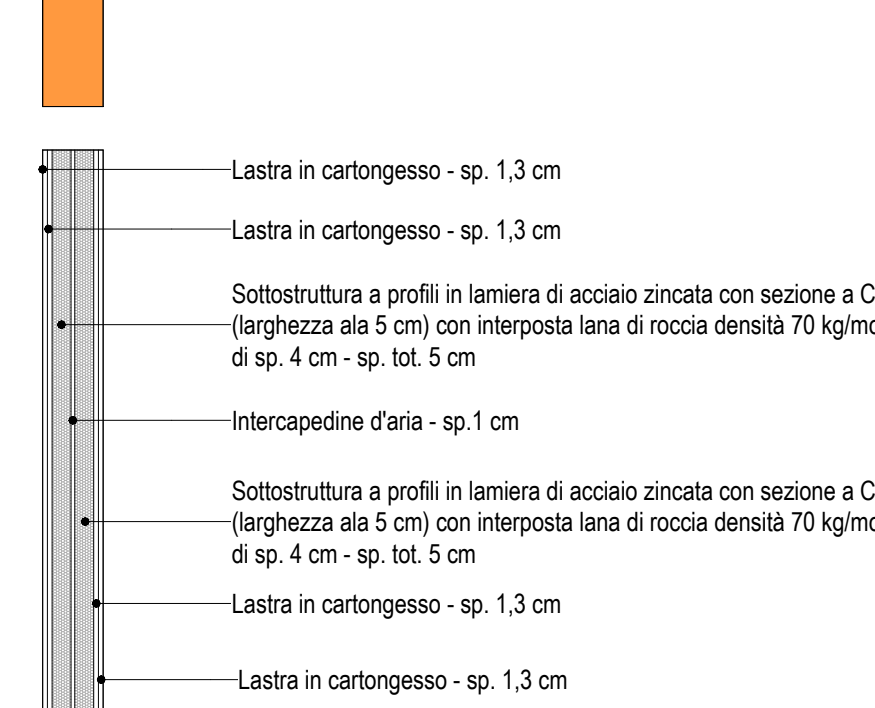 Lastra in cartongesso - sp. 1,3 cm
Lastra in cartongesso - sp. 1,3 cm
Sottostruttura a profili in lamiera di acciaio zincata con sezione a C
(larghezza ala 5 cm) con interposta lana di roccia densità 70 kg/mc
di sp. 4 cm - sp. tot. 5 cm
Intercapedine d'aria - sp.1 cm
Sottostruttura a profili in lamiera di acciaio zincata con sezione a C
(larghezza ala 5 cm) con interposta lana di roccia densità 70 kg/mc
di sp. 4 cm - sp. tot. 5 cm
Lastra in cartongesso - sp. 1,3 cm
Lastra in cartongesso - sp. 1,3 cm